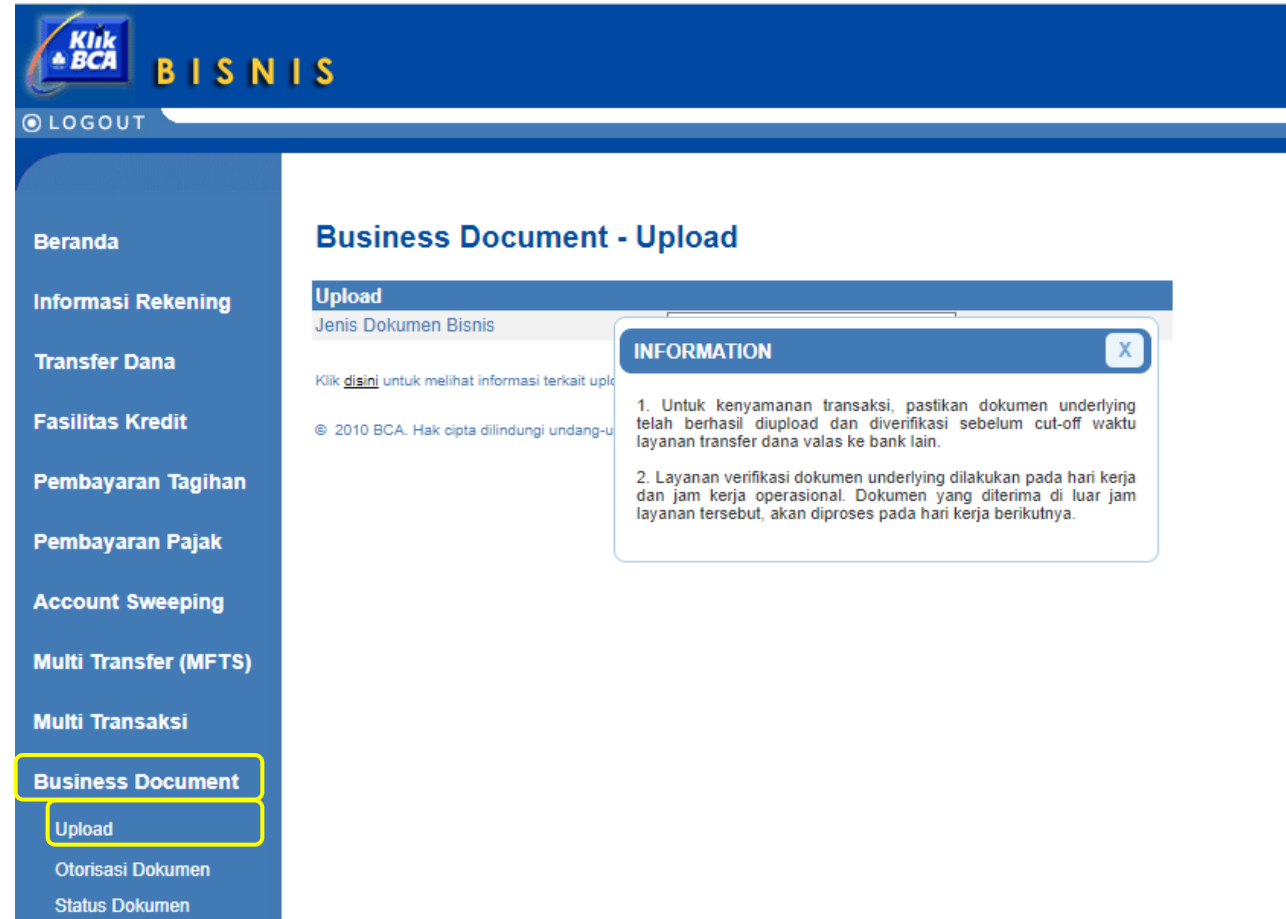 Klik
BCA
BISNIS
LOGOUT
Beranda
Informasi Rekening
Transfer Dana
Fasilitas Kredit
Pembayaran Tagihan
Pembayaran Pajak
Account Sweeping
Multi Transfer (MFTS)
Multi Transaksi
Business Document
Upload
Otorisasi Dokumen
Status Dokumen
Business Document - Upload
Upload
Jenis Dokumen Bisnis
Klik disini untuk melihat informasi terkait
© 2010 BCA. Hak cipta dilindungi
INFORMATION
X
1. Untuk kenyamanan transaksi, pastikan dokumen underlying
telah berhasil diupload dan diverifikasi sebelum cut-off waktu
layanan transfer dana valas ke bank lain.
2. Layanan verifikasi dokumen underlying dilakukan pada hari kerja
dan jam kerja operasional. Dokumen yang diterima di luar jam
layanan tersebut, akan diproses pada hari kerja berikutnya.